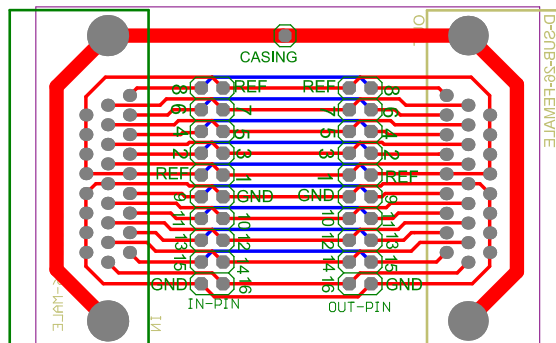 D-SUB-26-FEMALE
CASING
8 REF REF 8
6 7 7 6
4 5 5 4
2 3 3 2
REF 1 1 REF
9 GND GND 9
11 10 10 11
13 12 12 13
15 14 14 15
GND 16 16 GND
IN-PIN OUT-PIN
IN